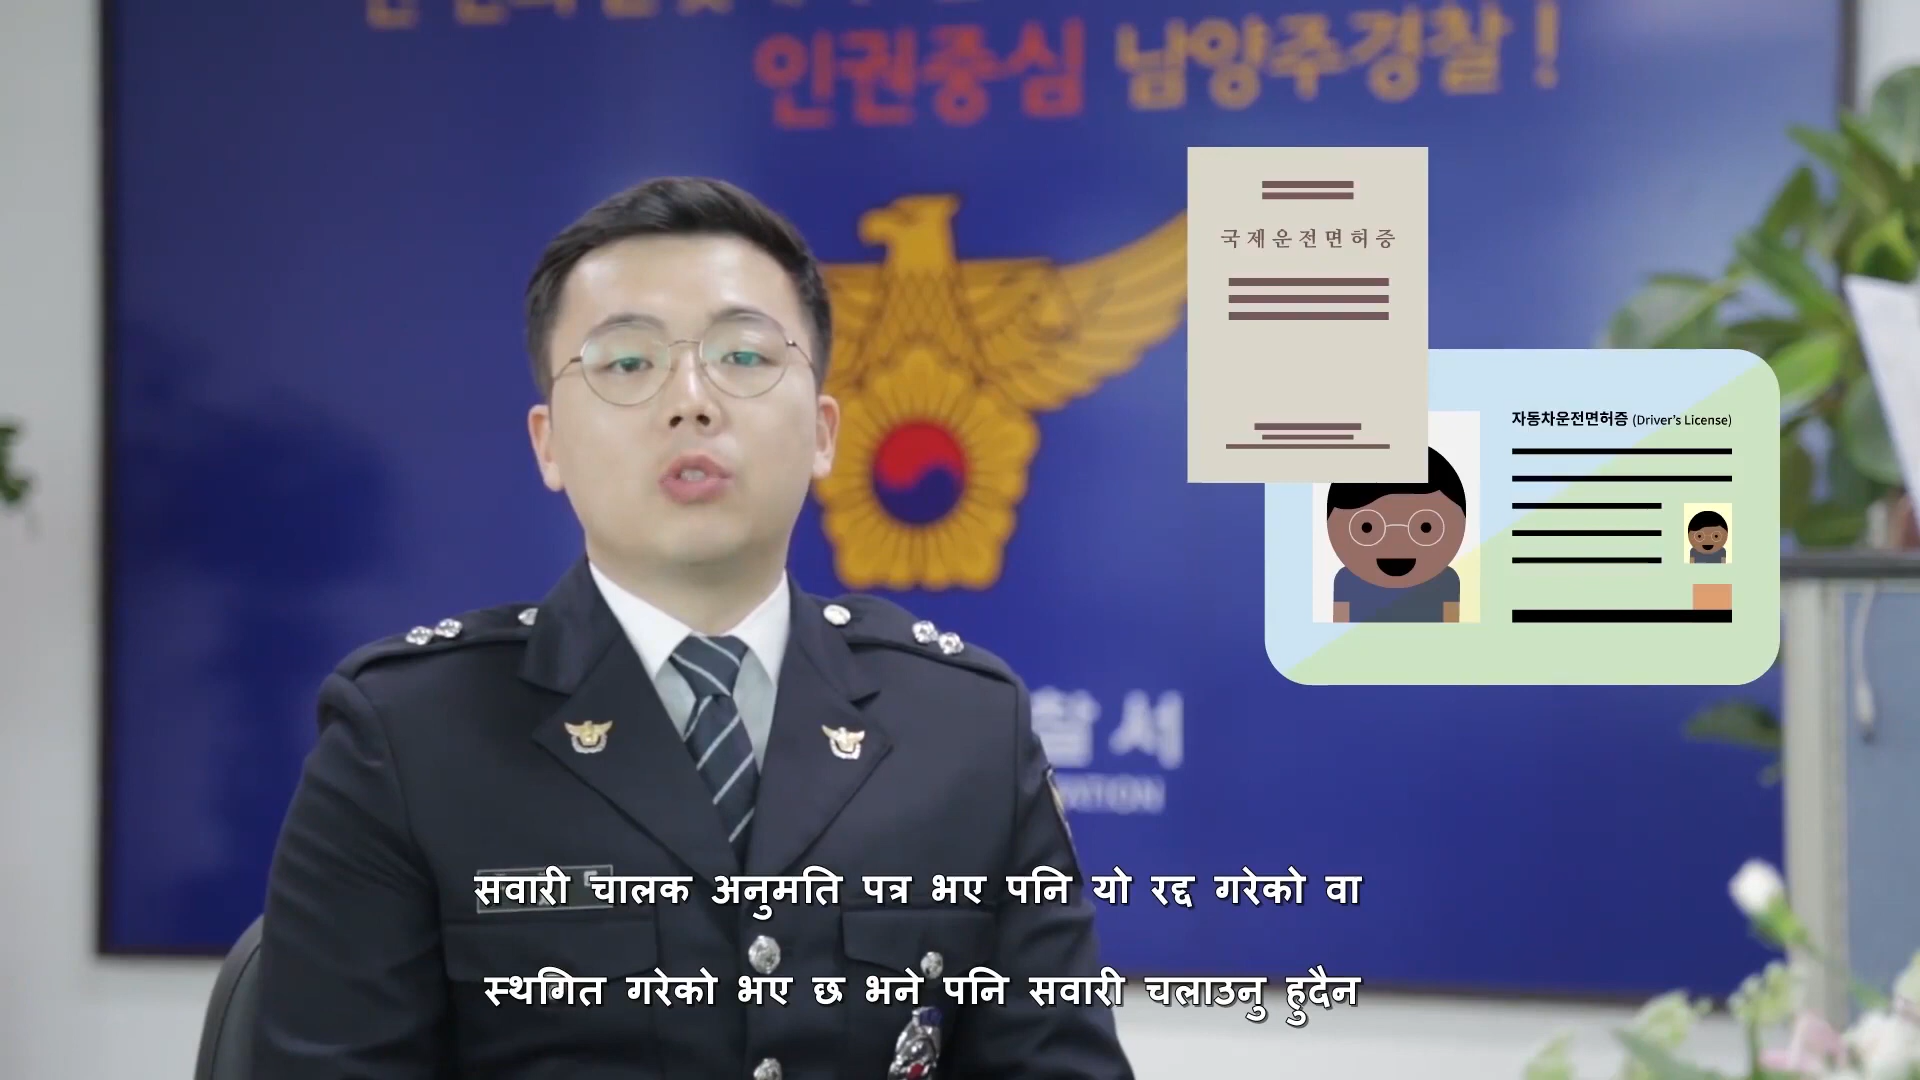 인권중심 남양주경찰!
국제운전면허증
자동차운전면허증 (Driver's License)
찰서
सवारी चालक अनुमति पत्र भए पनि यो रद्द गरेको वा
स्थगित गरेको भए छ भने पनि सवारी चलाउनु हुदैन